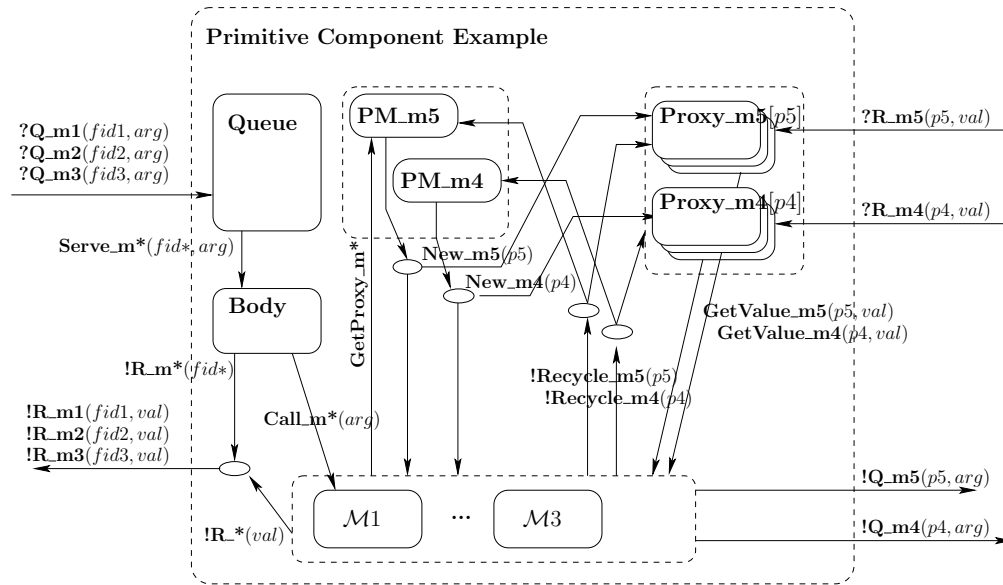 Primitive Component Example
?Q_m1(fid1, arg)
?Q_m2(fid2, arg)
?Q_m3(fid3, arg)
Queue
PM_m5
PM_m4
Proxy_m5[p5]
Proxy_m4[p4]
?R_m5(p5, val)
?R_m4(p4, val)
Serve_m*(fid*, arg)
New_m5(p5)
New_m4(p4)
GetProxy_m*
Body
GetValue_m5(p5, val)
GetValue_m4(p4, val)
!R_m*(fid*)
!Recycle_m5(p5)
!Recycle_m4(p4)
Call_m*(arg)
!R_m1(fid1, val)
!R_m2(fid2, val)
!R_m3(fid3, val)
!Q_m5(p5, arg)
!Q_m4(p4, arg)
ℳ1
...
ℳ3
!R_*(val)